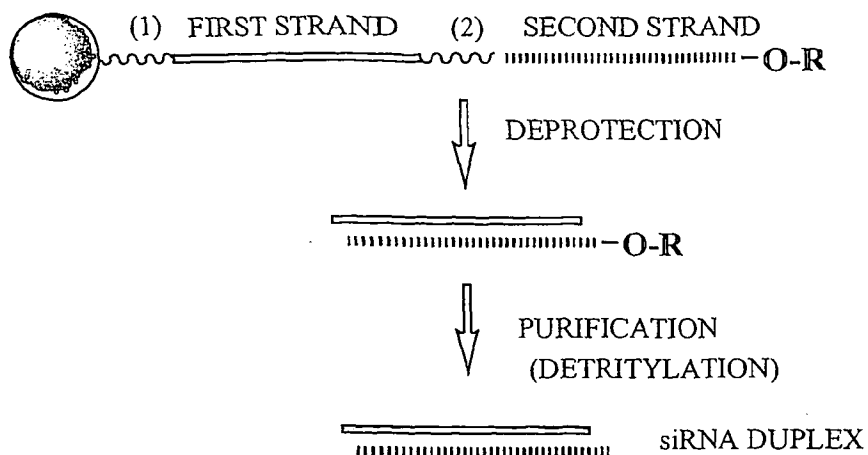 (1) FIRST STRAND (2) SECOND STRAND
-O-R
DEPROTECTION
-O-R
PURIFICATION
(DETRITYLATION)
siRNA DUPLEX